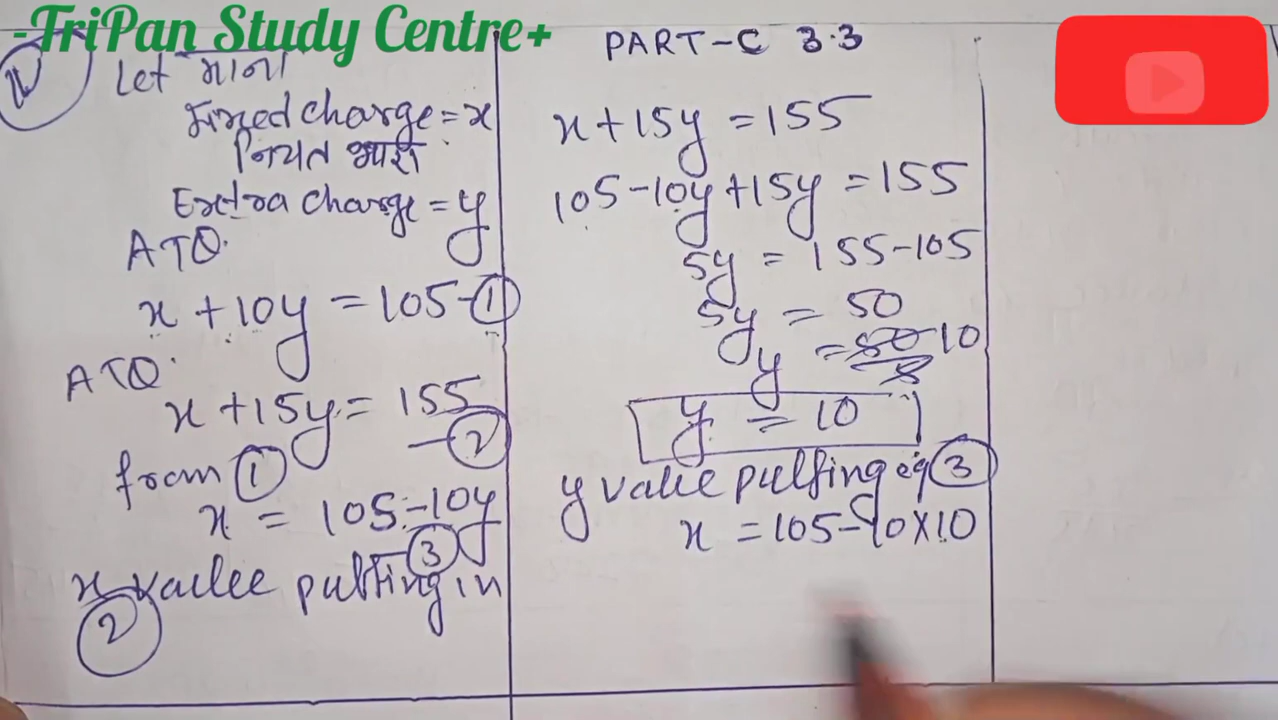 -TriPan Study Centre+
PART-C 3.3
Let माना
fixed charge = x
नियत भाड़ा
Extra charge = y
ATQ.
x + 10y = 105 - ①
ATQ.
x + 15y = 155
- ②
from ①
x = 105 - 10y
- ③
x value putting in
②
x + 15y = 155
105 - 10y + 15y = 155
5y = 155 - 105
5y = 50
y = 50/5 10
y = 10
y value putting eq ③
x = 105 - 10 × 10